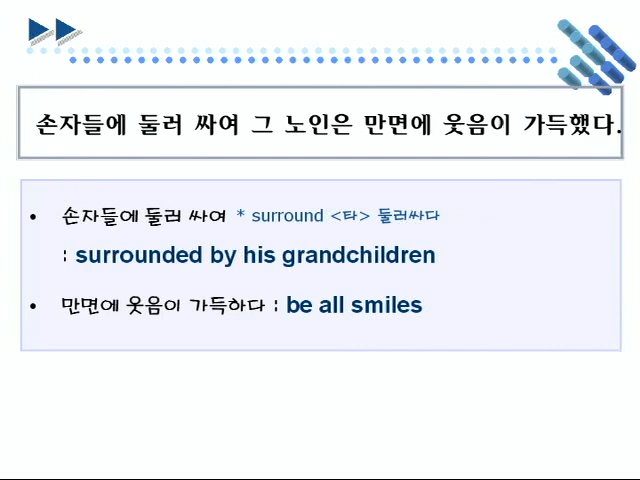 손자들에 둘러 싸여 그 노인은 만면에 웃음이 가득했다.
• 손자들에 둘러 싸여 * surround <타> 둘러싸다
: surrounded by his grandchildren
• 만면에 웃음이 가득하다 : be all smiles